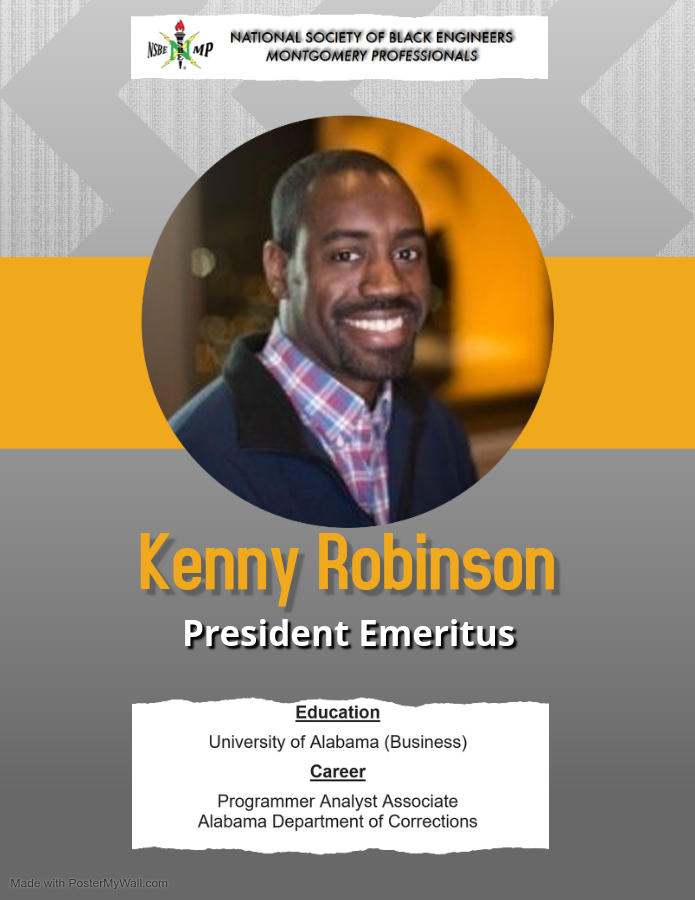 NSBE NSBE MP
NATIONAL SOCIETY OF BLACK ENGINEERS
MONTGOMERY PROFESSIONALS
Kenny Robinson
President Emeritus
Education
University of Alabama (Business)
Career
Programmer Analyst Associate
Alabama Department of Corrections
Made with PosterMyWall.com